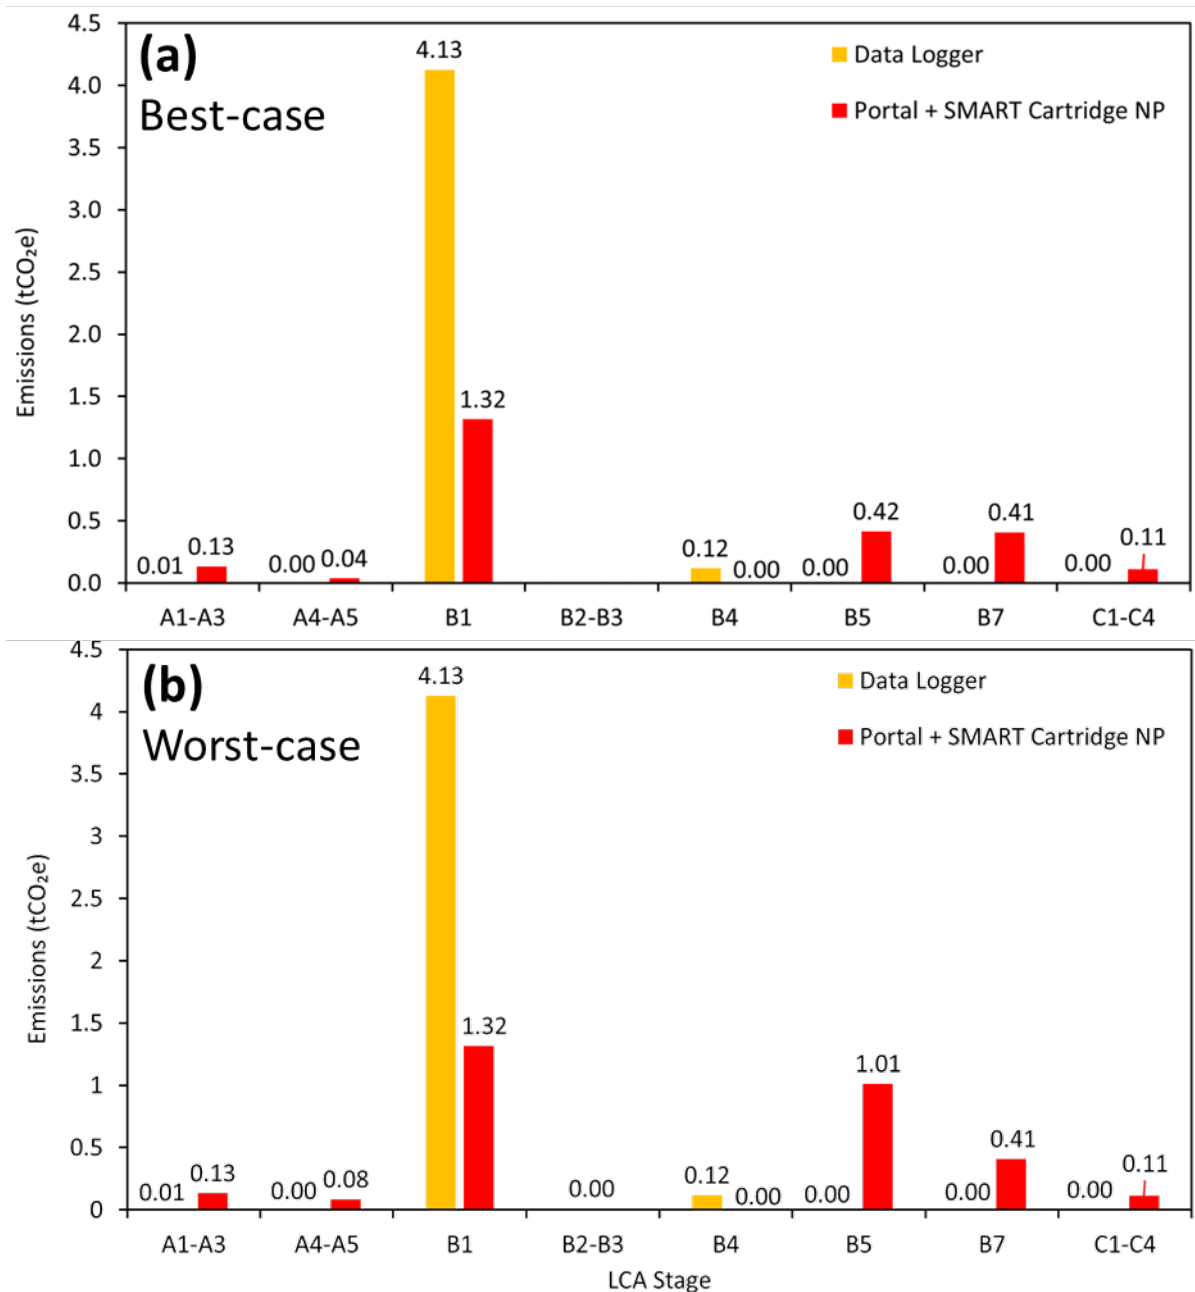 (a)
Best-case
Data Logger
Portal + SMART Cartridge NP
Emissions (tCO₂e)
4.5
4.0
3.5
3.0
2.5
2.0
1.5
1.0
0.5
0.0
0.01 0.13 0.00 0.04 4.13 1.32 0.12 0.00 0.00 0.42 0.00 0.41 0.00 0.11
A1-A3 A4-A5 B1 B2-B3 B4 B5 B7 C1-C4
(b)
Worst-case
Data Logger
Portal + SMART Cartridge NP
Emissions (tCO₂e)
4.5
4
3.5
3
2.5
2
1.5
1
0.5
0
0.01 0.13 0.00 0.08 4.13 1.32 0.00 0.12 0.00 0.00 1.01 0.00 0.41 0.00 0.11
A1-A3 A4-A5 B1 B2-B3 B4 B5 B7 C1-C4
LCA Stage